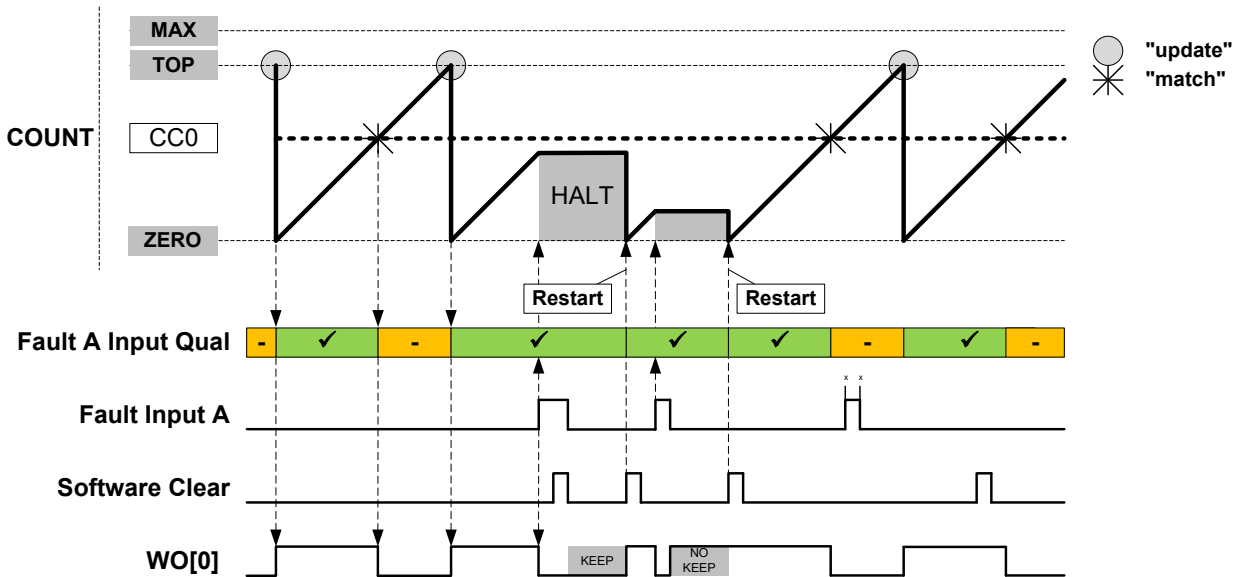 MAX
TOP
"update"
"match"
COUNT
CC0
HALT
ZERO
Restart
Restart
Fault A Input Qual
- ✓ - ✓ ✓ ✓ - ✓ -
x x
Fault Input A
Software Clear
WO[0]
KEEP
NO
KEEP